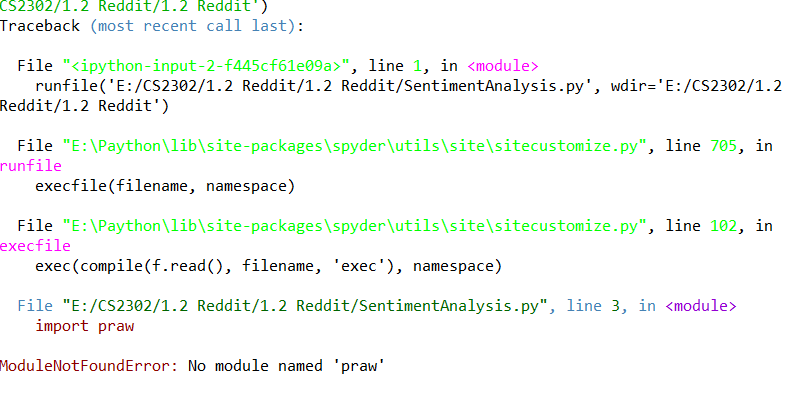 CS2302/1.2 Reddit/1.2 Reddit')
Traceback (most recent call last):
File "<ipython-input-2-f445cf61e09a>", line 1, in <module>
runfile('E:/CS2302/1.2 Reddit/1.2 Reddit/SentimentAnalysis.py', wdir='E:/CS2302/1.2
Reddit/1.2 Reddit')
File "E:\Paython\lib\site-packages\spyder\utils\site\sitecustomize.py", line 705, in
runfile
execfile(filename, namespace)
File "E:\Paython\lib\site-packages\spyder\utils\site\sitecustomize.py", line 102, in
execfile
exec(compile(f.read(), filename, 'exec'), namespace)
File "E:/CS2302/1.2 Reddit/1.2 Reddit/SentimentAnalysis.py", line 3, in <module>
import praw
ModuleNotFoundError: No module named 'praw'